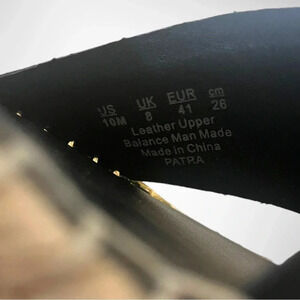 US UK EUR cm
10M 8 41 26
Leather Upper
Balance Man Made
Made in China
PATRA